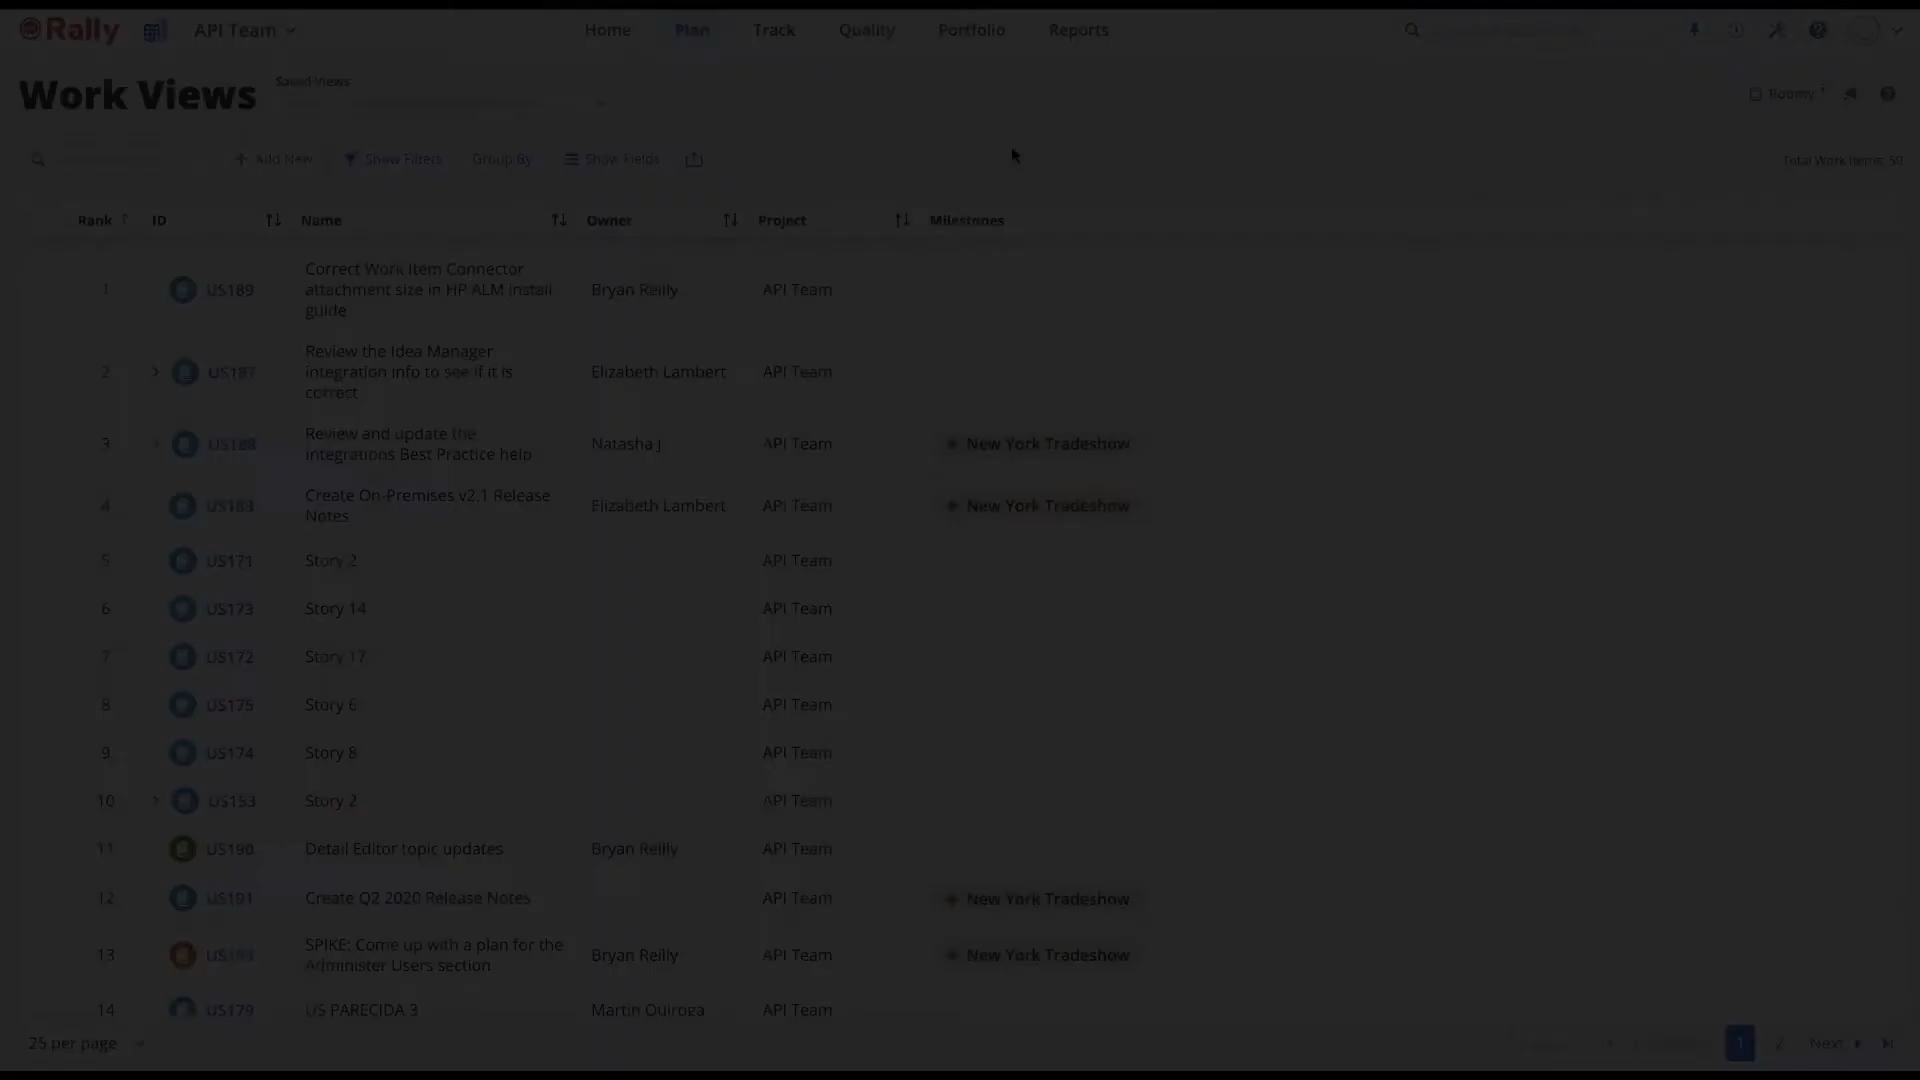 Rally API Team Home Plan Track Quality Portfolio Reports
Work Views Saved Views Roomy
Add New Show Filters Group By Show Fields Total Work Items: 50
Rank ID Name Owner Project Milestones
1 US189 Correct Work Item Connector attachment size in HP ALM install guide Bryan Reilly API Team
2 US187 Review the Idea Manager integration info to see if it is correct Elizabeth Lambert API Team
3 US188 Review and update the integrations Best Practice help Natasha J API Team New York Tradeshow
4 US183 Create On-Premises v2.1 Release Notes Elizabeth Lambert API Team New York Tradeshow
5 US171 Story 2 API Team
6 US173 Story 14 API Team
7 US172 Story 17 API Team
8 US175 Story 6 API Team
9 US174 Story 8 API Team
10 US153 Story 2 API Team
11 US190 Detail Editor topic updates Bryan Reilly API Team
12 US191 Create Q2 2020 Release Notes API Team New York Tradeshow
13 SPIKE: Come up with a plan for the Administer Users section Bryan Reilly API Team New York Tradeshow
14 US179 US PARECIDA 3 Martin Quiroga API Team
25 per page 1 2 Next